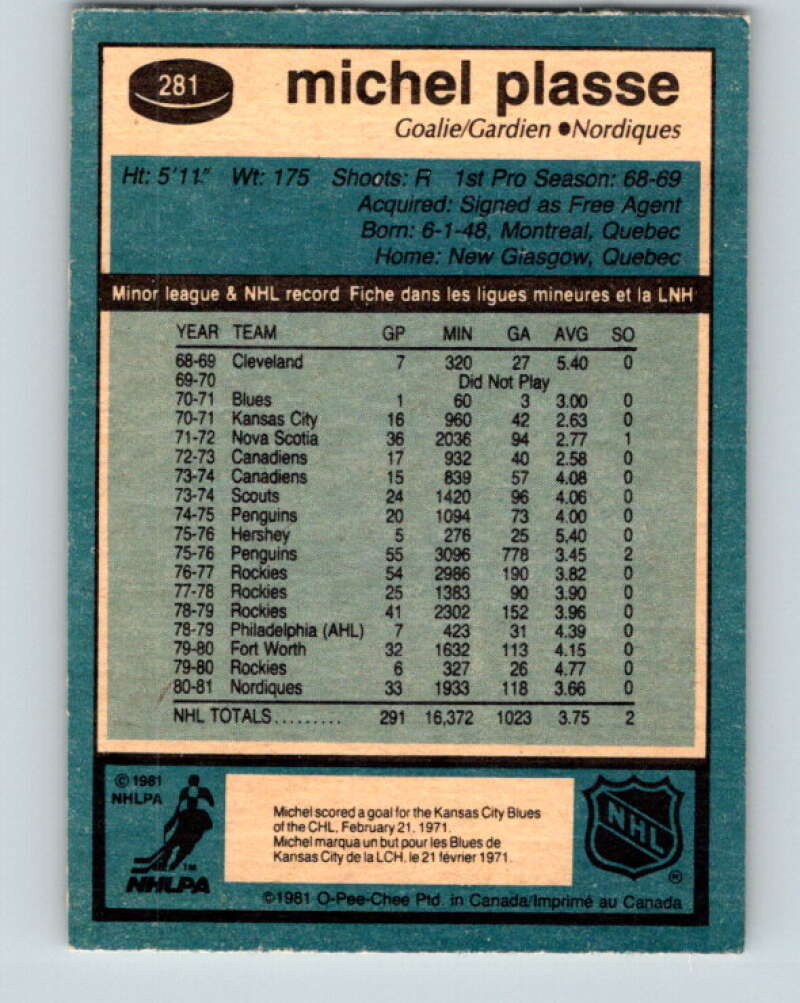 281
michel plasse
Goalie/Gardien ●Nordiques
Ht: 5'11" Wt: 175 Shoots: R 1st Pro Season: 68-69
Acquired: Signed as Free Agent
Born: 6-1-48, Montreal, Quebec
Home: New Glasgow, Quebec
Minor league & NHL record Fiche dans les ligues mineures et la LNH
YEAR TEAM GP MIN GA AVG SO
68-69 Cleveland 7 320 27 5.40 0
69-70 Did Not Play
70-71 Blues 1 60 3 3.00 0
70-71 Kansas City 16 960 42 2.63 0
71-72 Nova Scotia 36 2036 94 2.77 1
72-73 Canadiens 17 932 40 2.58 0
73-74 Canadiens 15 839 57 4.08 0
73-74 Scouts 24 1420 96 4.06 0
74-75 Penguins 20 1094 73 4.00 0
75-76 Hershey 5 276 25 5.40 0
75-76 Penguins 55 3096 778 3.45 2
76-77 Rockies 54 2986 190 3.82 0
77-78 Rockies 25 1383 90 3.90 0
78-79 Rockies 41 2302 152 3.96 0
78-79 Philadelphia (AHL) 7 423 31 4.39 0
79-80 Fort Worth 32 1632 113 4.15 0
79-80 Rockies 6 327 26 4.77 0
80-81 Nordiques 33 1933 118 3.66 0
NHL TOTALS......... 291 16,372 1023 3.75 2
© 1981
NHLPA
TM
NHLPA
Michel scored a goal for the Kansas City Blues
of the CHL, February 21, 1971.
Michel marqua un but pour les Blues de
Kansas City de la LCH, le 21 février 1971.
NHL
®
©1981 O-Pee-Chee Ptd. in Canada/Imprimé au Canada